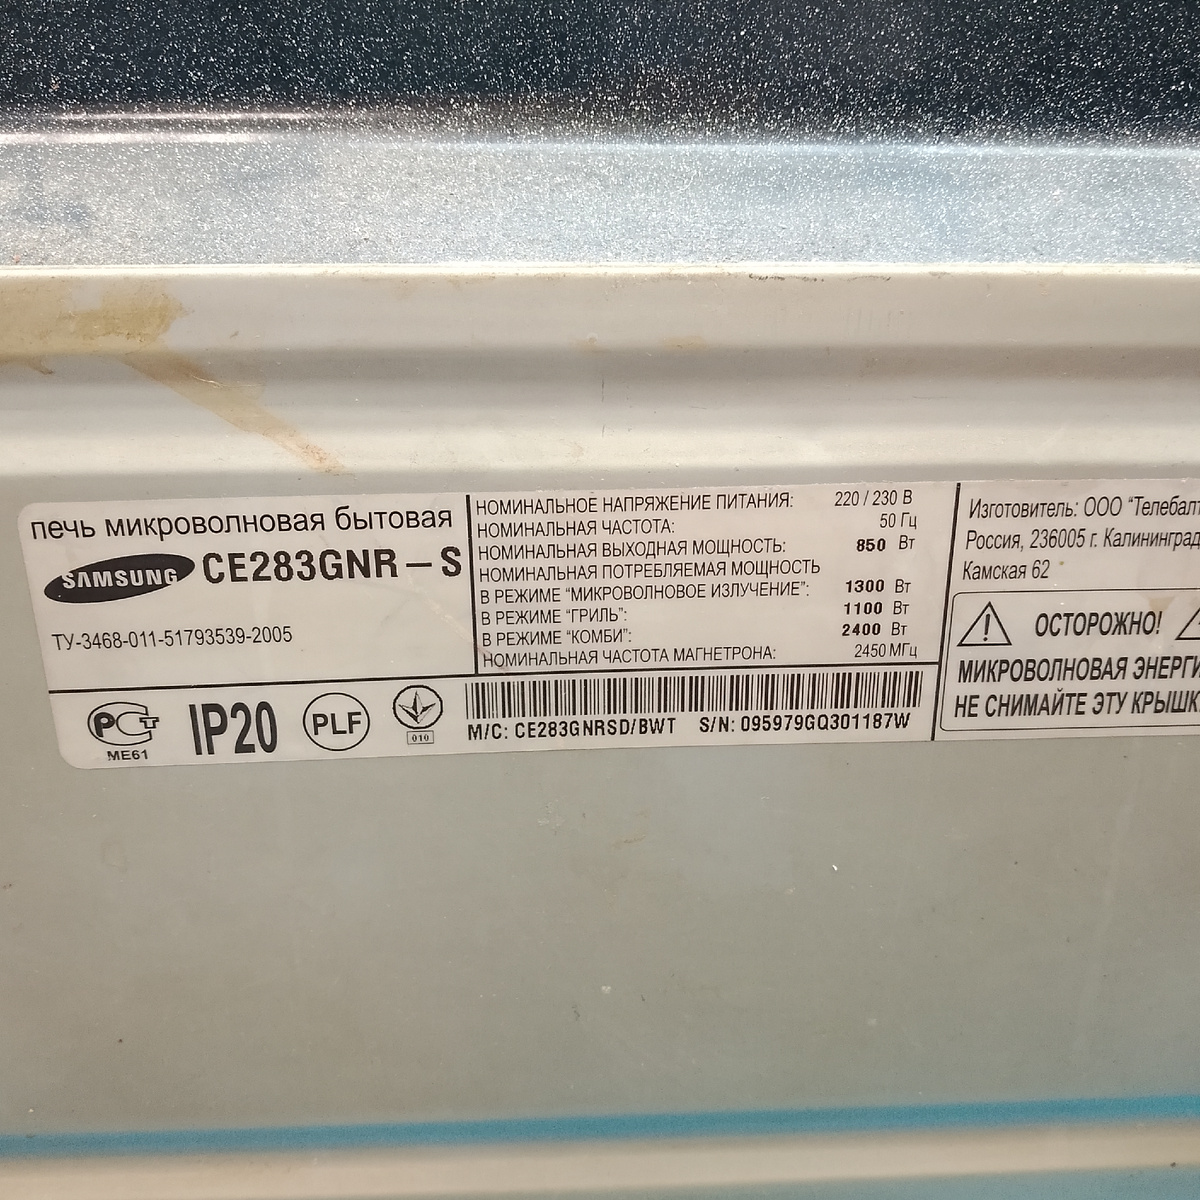 печь микроволновая бытовая
SAMSUNG CE283GNR – S
ТУ-3468-011-51793539-2005
НОМИНАЛЬНОЕ НАПРЯЖЕНИЕ ПИТАНИЯ: 220 / 230 В
НОМИНАЛЬНАЯ ЧАСТОТА: 50 Гц
НОМИНАЛЬНАЯ ВЫХОДНАЯ МОЩНОСТЬ: 850 Вт
НОМИНАЛЬНАЯ ПОТРЕБЛЯЕМАЯ МОЩНОСТЬ
В РЕЖИМЕ “МИКРОВОЛНОВОЕ ИЗЛУЧЕНИЕ”: 1300 Вт
В РЕЖИМЕ “ГРИЛЬ”: 1100 Вт
В РЕЖИМЕ “КОМБИ”: 2400 Вт
НОМИНАЛЬНАЯ ЧАСТОТА МАГНЕТРОНА: 2450 МГц
РСТ
МЕ61
IP20
PLF
010
M/C: CE283GNRSD/BWT S/N: 095979GQ301187W
Изготовитель: ООО “Телебалт
Россия, 236005 г. Калининград
Камская 62
ОСТОРОЖНО!
МИКРОВОЛНОВАЯ ЭНЕРГИ
НЕ СНИМАЙТЕ ЭТУ КРЫШК